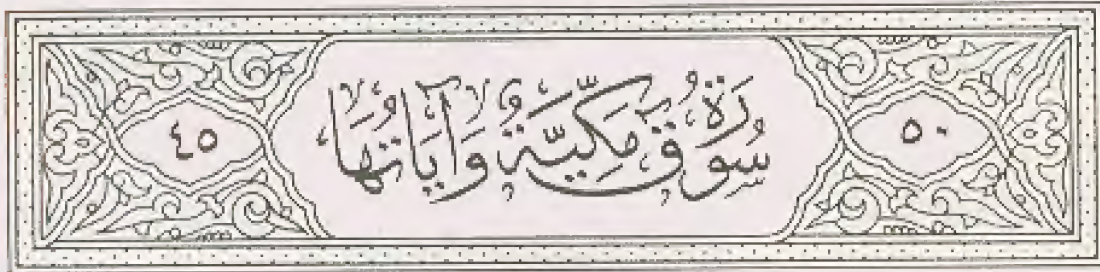 ٥٠ سُورَةُ ق مَكِّيَّةٌ وَآيَاتُهَا ٤٥